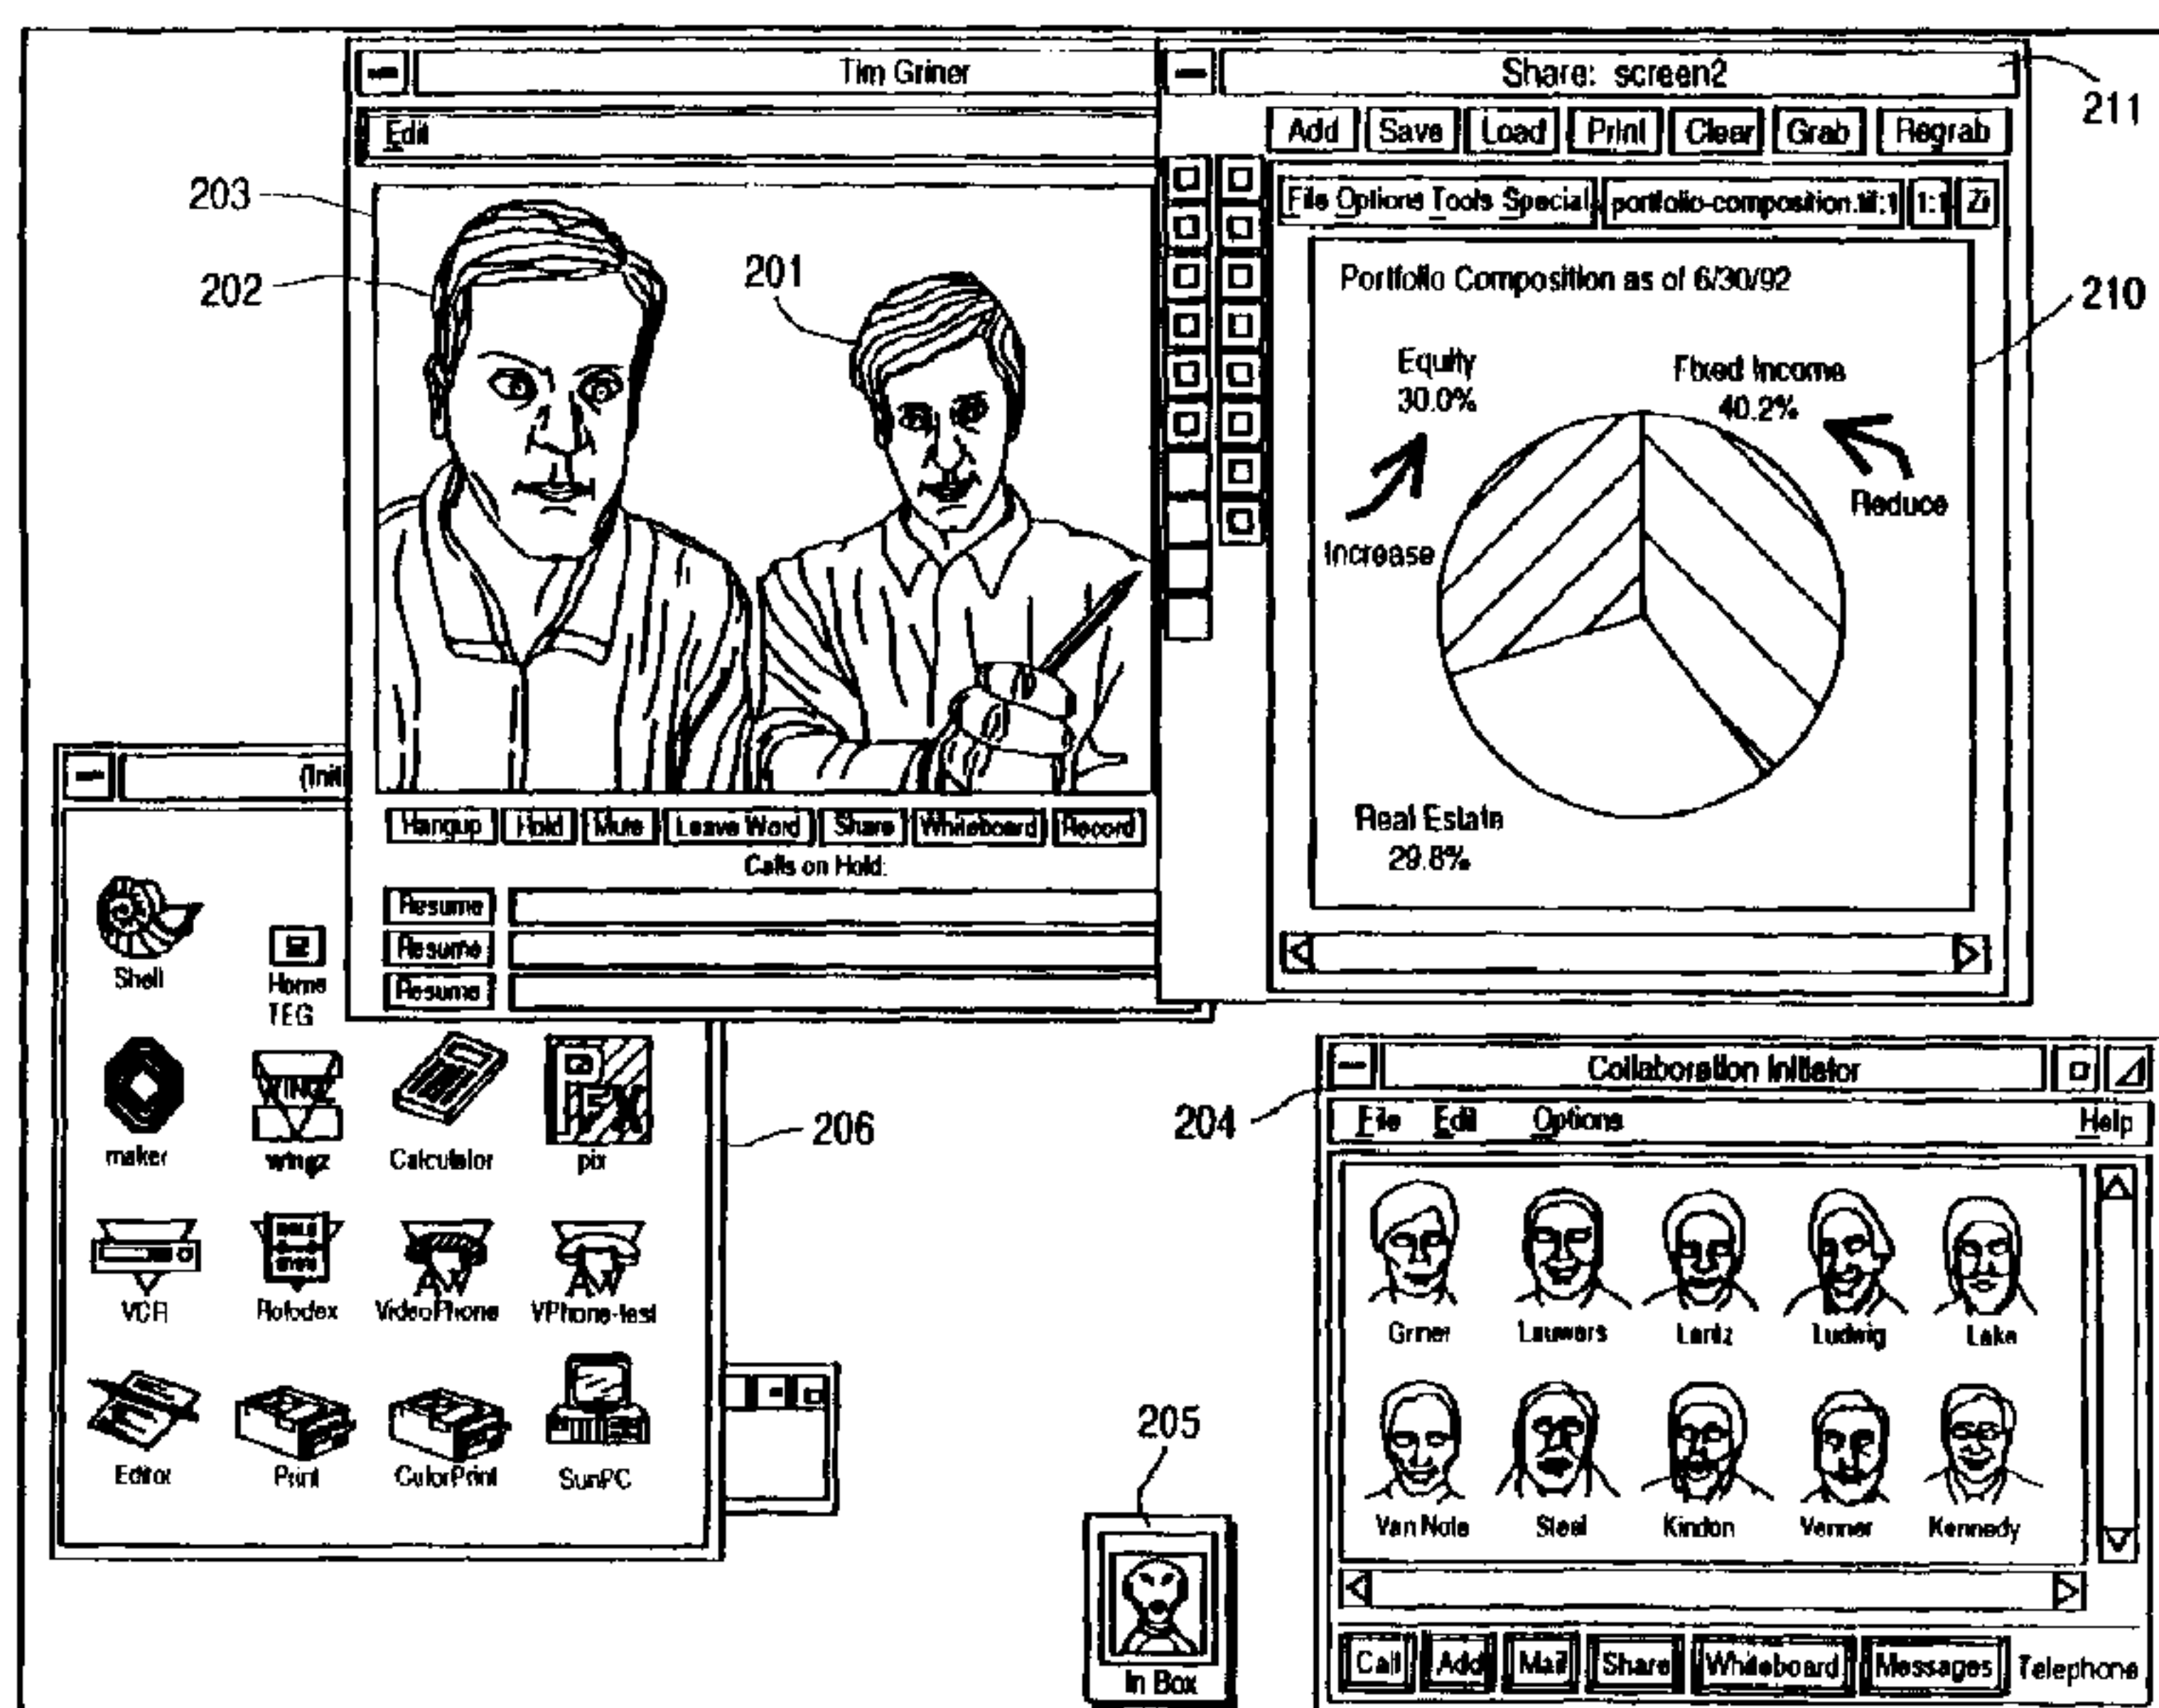 Tim Griner
Edit
203
202
201
Hangup Hold Mute Leave Word Share Whiteboard Record
Calls on Hold:
Resume
Resume
Resume
Share: screen2
211
Add Save Load Print Clear Grab Regrab
File Options Tools Special portfolio-composition.tif:1 1:1
Portfolio Composition as of 6/30/92
210
Equity
30.0%
Fixed Income
40.2%
Increase
Reduce
Real Estate
29.8%
Shell
Home
TEG
maker wingz Calculator pix
206
VCR Rolodex VideoPhone VPhone-test
Editor Print ColorPrint SunPC
205
In Box
204
Collaboration Initiator
File Edit Options Help
Griner Lauwers Lantz Ludwig Lake
Van Note Steel Kindon Venner Kennedy
Call Add Mail Share Whiteboard Messages Telephone